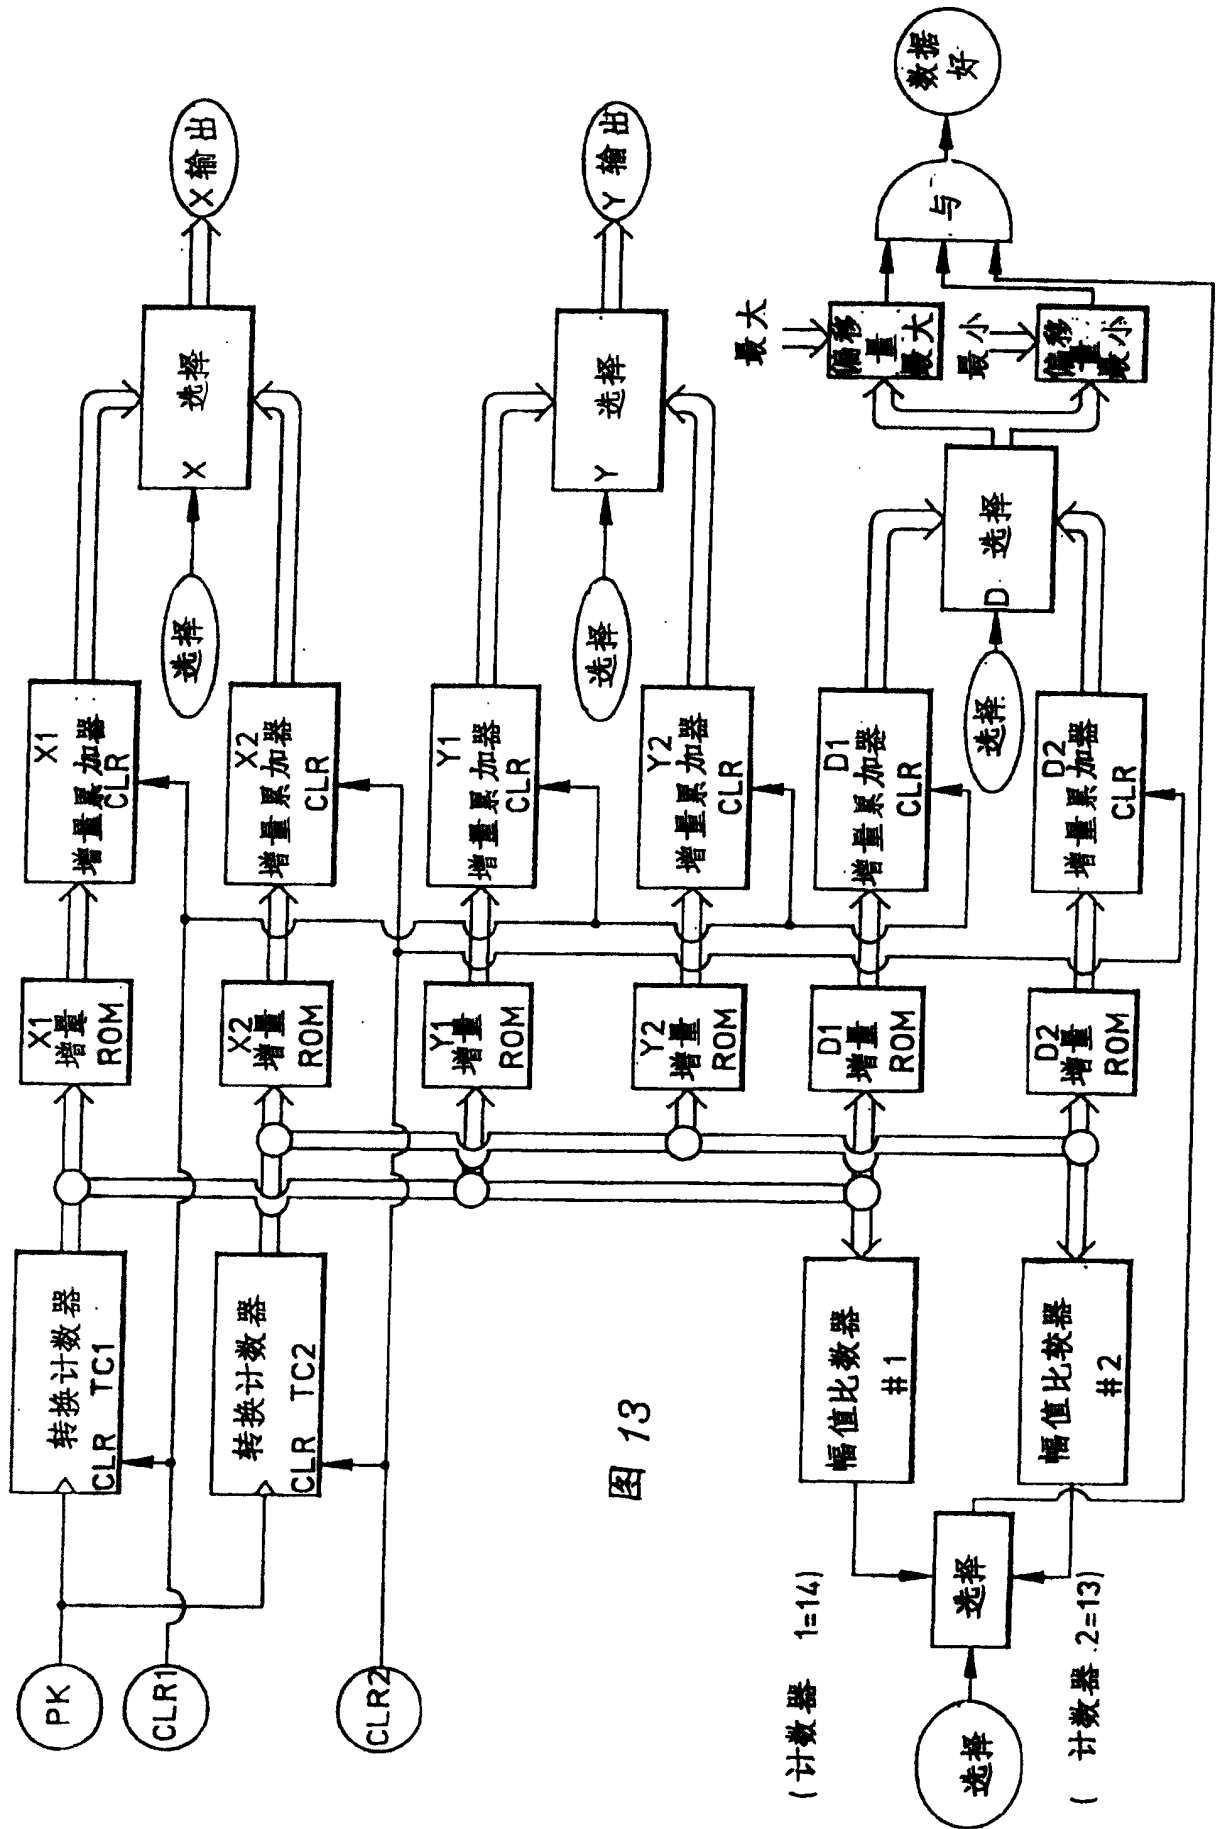 PK
CLR1
CLR2
转换计数器
CLR TC1
转换计数器
CLR TC2
X1
增量
ROM
X2
增量
ROM
Y1
增量
ROM
Y2
增量
ROM
D1
增量
ROM
D2
增量
ROM
X1
增量累加器
CLR
X2
增量累加器
CLR
Y1
增量累加器
CLR
Y2
增量累加器
CLR
D1
增量累加器
CLR
D2
增量累加器
CLR
选择
X 选择
X 输出
选择
Y 选择
Y 输出
选择
D 选择
最大
偏移
量
最大
最小
偏移
量
最小
与
数据
好
幅值比数器
#1
幅值比较器
#2
(计数器 1=14)
选择
选择
( 计数器.2=13)
图 13